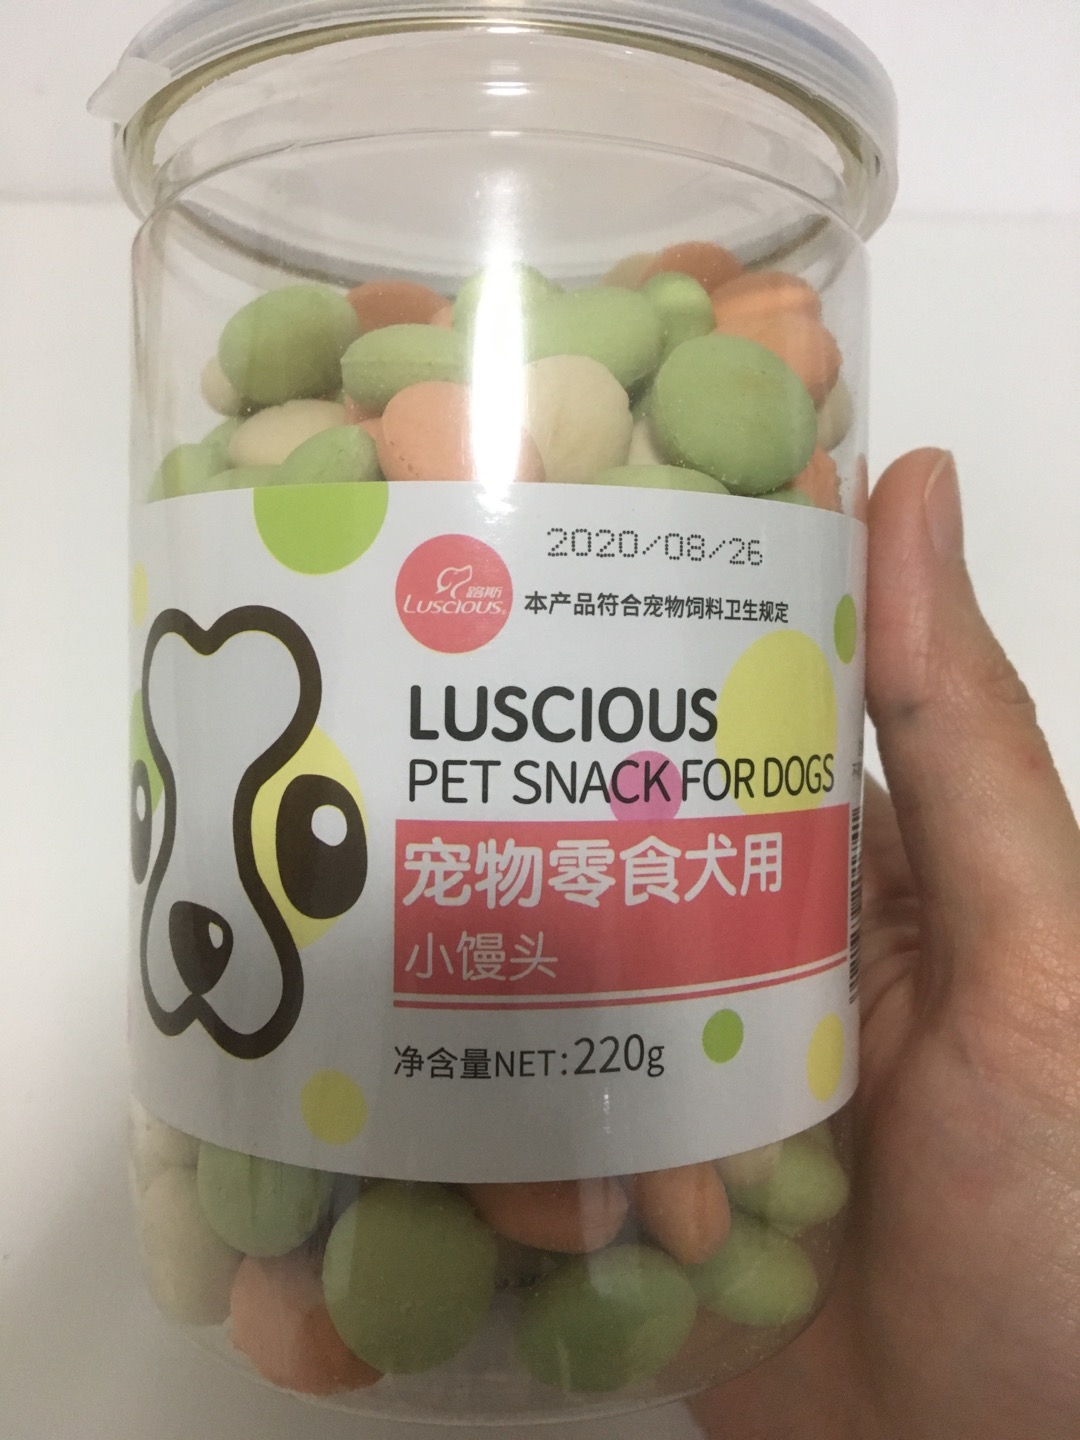 2020/08/26
路斯
LUSCIOUS®
本产品符合宠物饲料卫生规定
LUSCIOUS
PET SNACK FOR DOGS
宠物零食犬用
小馒头
净含量NET:220g